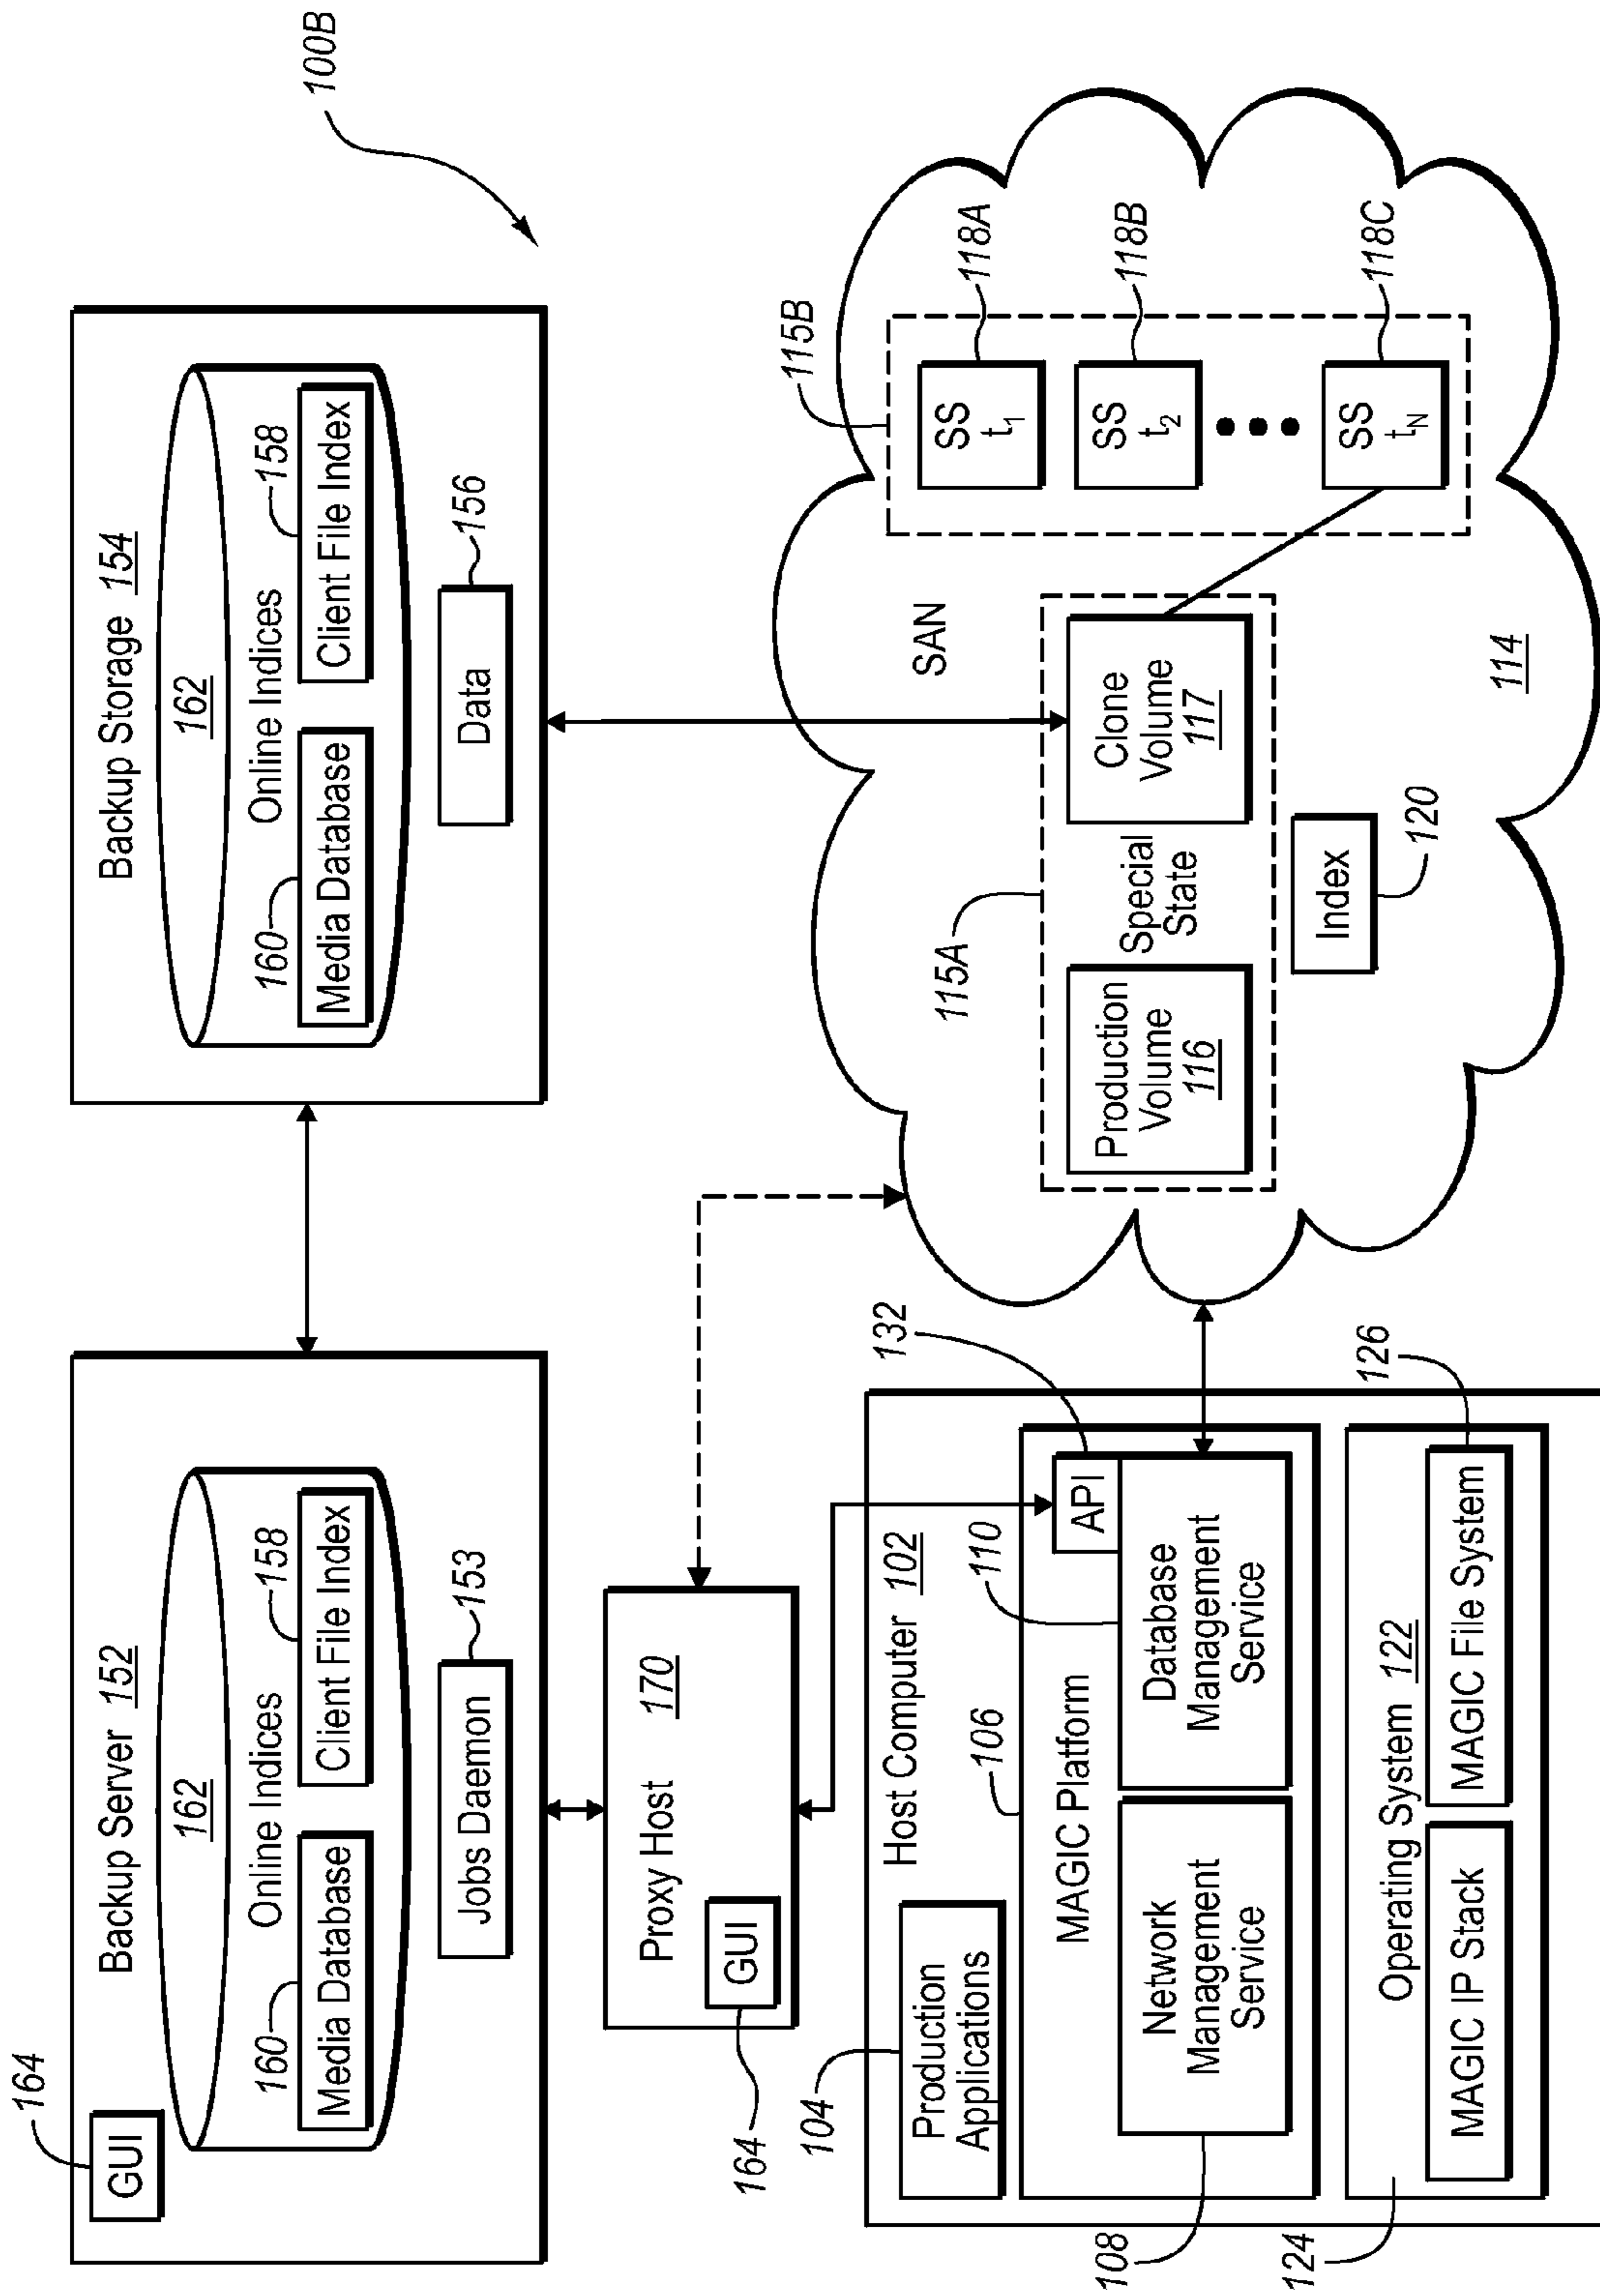 100B
164
GUI
Backup Server 152
162
Online Indices
160
158
Media Database
Client File Index
Jobs Daemon
153
Backup Storage 154
162
Online Indices
160
158
Media Database
Client File Index
Data
156
Proxy Host 170
GUI
164
104
Production
Applications
Host Computer 102
106
MAGIC Platform
110
132
API
Network
Management
Service
Database
Management
Service
108
Operating System 122
126
MAGIC IP Stack
MAGIC File System
124
SAN
115A
Production
Volume
116
Special
State
Clone
Volume
117
Index
120
114
115B
SS
t1
118A
SS
t2
118B
SS
tN
118C